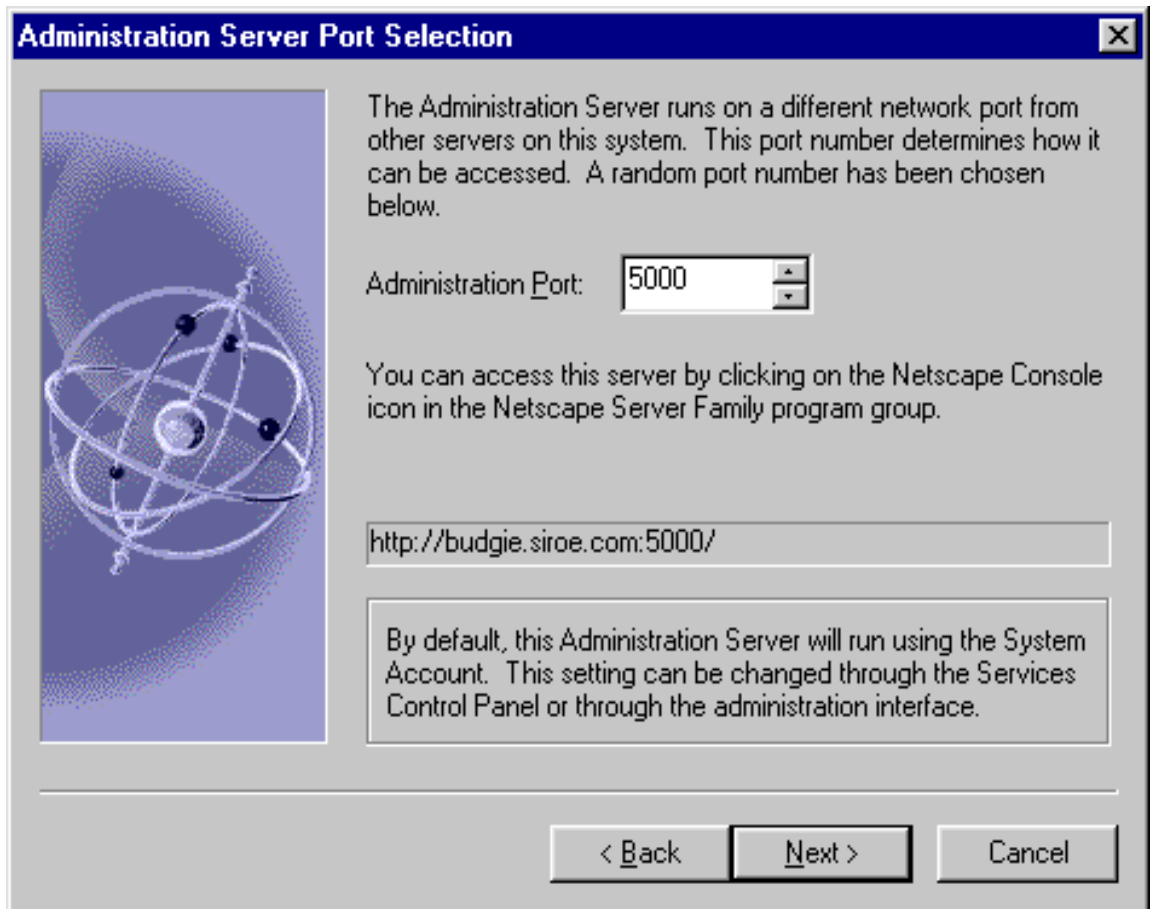 Administration Server Port Selection
The Administration Server runs on a different network port from
other servers on this system.  This port number determines how it
can be accessed.  A random port number has been chosen
below.
Administration Port: 5000
You can access this server by clicking on the Netscape Console
icon in the Netscape Server Family program group.
http://budgie.siroe.com:5000/
By default, this Administration Server will run using the System
Account.  This setting can be changed through the Services
Control Panel or through the administration interface.
< Back Next > Cancel